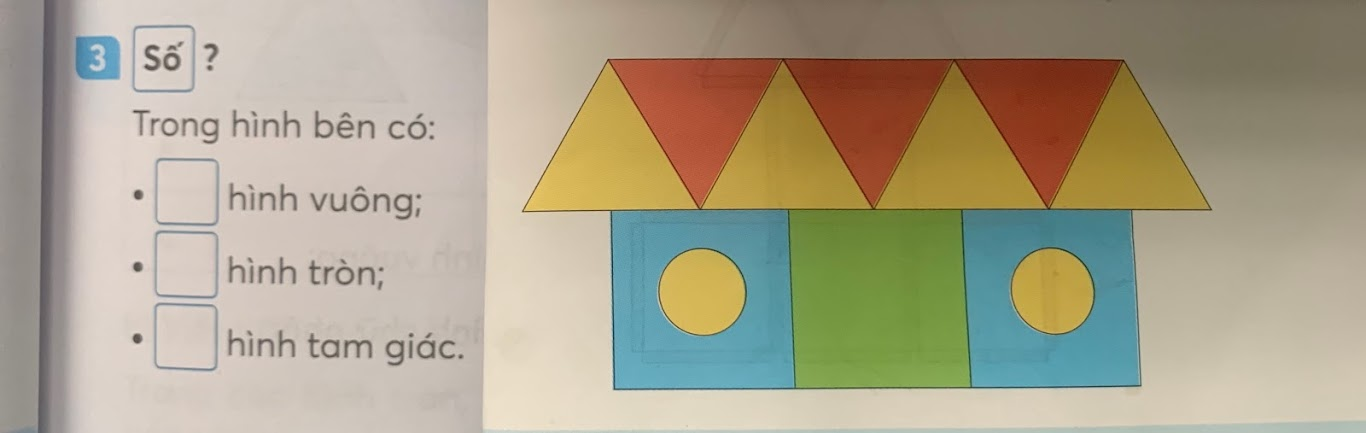 3 Số ?
Trong hình bên có:
• hình vuông;
• hình tròn;
• hình tam giác.